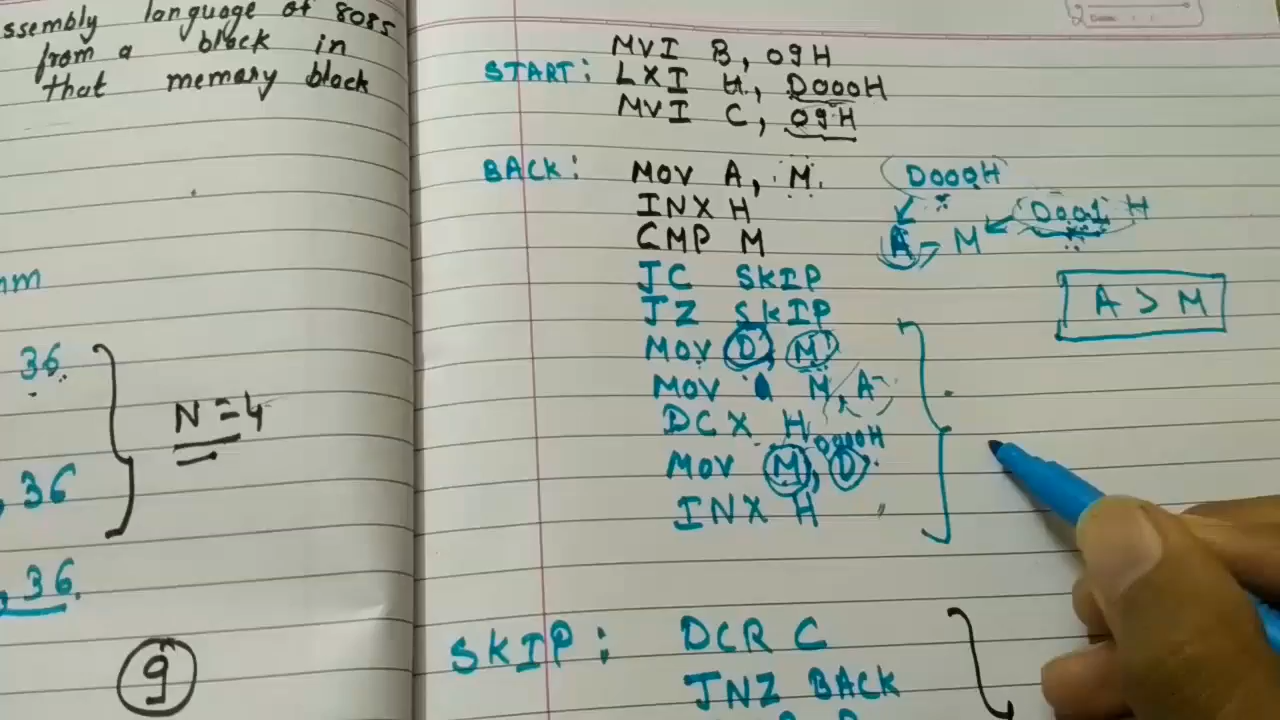 ssembly language of 8085
from a block in
that memory block
36
N = 4
, 36
, 36
9
MVI B, 09H
START: LXI H, D000H
MVI C, 09H
BACK: MOV A, M D000H
INX H D001 H
CMP M A - M
JC SKIP
JZ SKIP A > M
MOV D, M
MOV M, A
DCX H
MOV M, D
INX H
SKIP: DCR C
JNZ BACK